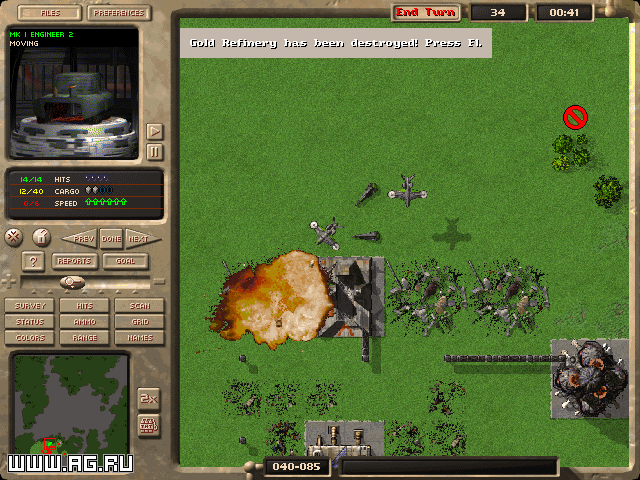 FILES PREFERENCES End Turn 34 00:41
MK I ENGINEER 2
MOVING
Gold Refinery has been destroyed! Press F1.
14/14 HITS
12/40 CARGO
0/6 SPEED
PREV DONE NEXT
? REPORTS GOAL
SURVEY HITS SCAN
STATUS AMMO GRID
COLORS RANGE NAMES
2x
WWW.AG.RU
040-085